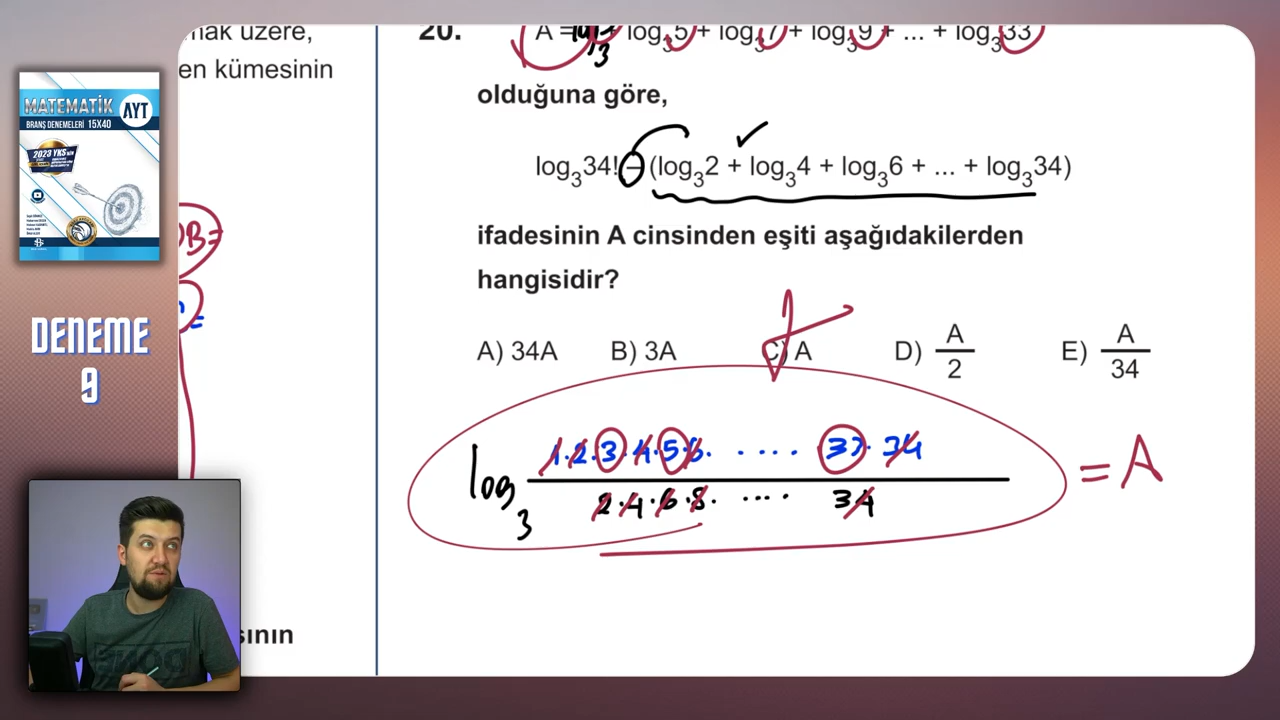 mak üzere,
en kümesinin
MATEMATİK AYT
BRANŞ DENEMELERİ 15X40
2023 YKS'NİN
DENEME
9
B=
=
sının
20. A = + log₃5 + log₃7 + log₃9 + ... + log₃33
olduğuna göre,
log₃34! – (log₃2 + log₃4 + log₃6 + ... + log₃34)
ifadesinin A cinsinden eşiti aşağıdakilerden
hangisidir?
A) 34A B) 3A C) A D) A/2 E) A/34
1·2·3·4·5·6· .... 33· 34
log₃ = A
2·4·6·8· .... 34